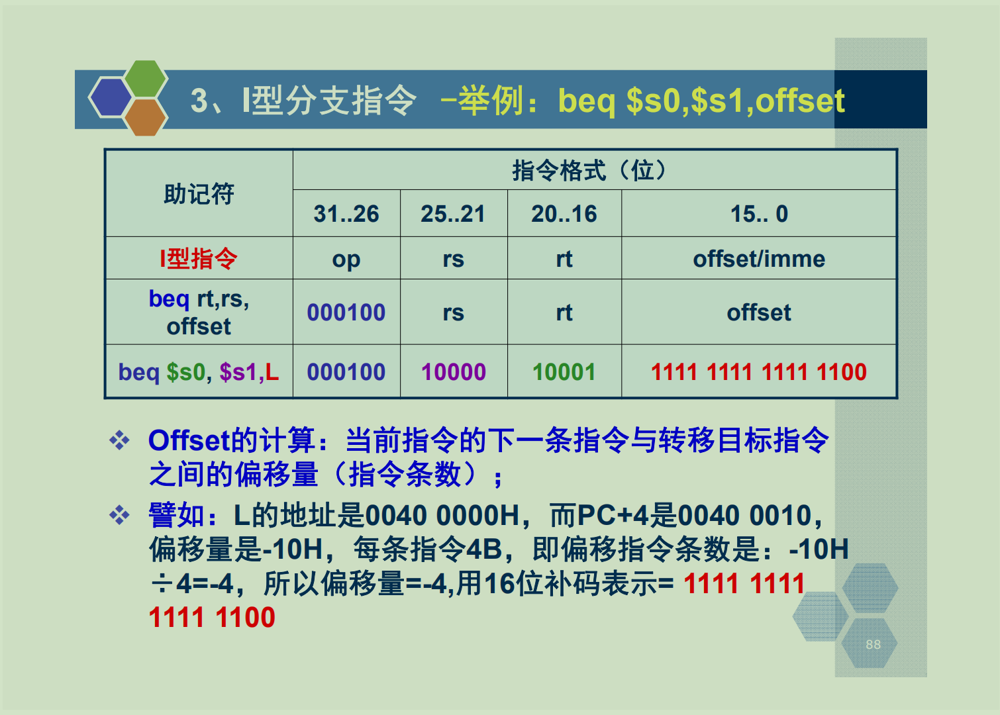 3、I型分支指令 –举例：beq $s0,$s1,offset
助记符
指令格式（位）
31..26 25..21 20..16 15.. 0
I型指令 op rs rt offset/imme
beq rt,rs,
offset
000100 rs rt offset
beq $s0, $s1,L 000100 10000 10001 1111 1111 1111 1100
❖ Offset的计算：当前指令的下一条指令与转移目标指令
之间的偏移量（指令条数）；
❖ 譬如：L的地址是0040 0000H，而PC+4是0040 0010，
偏移量是-10H，每条指令4B，即偏移指令条数是：-10H
÷4=-4，所以偏移量=-4,用16位补码表示= 1111 1111
1111 1100
88